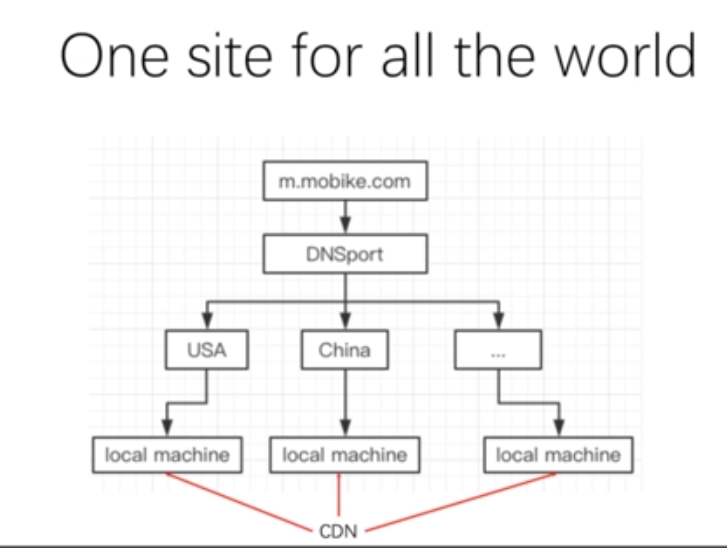 One site for all the world
m.mobike.com
DNSport
USA China ...
local machine local machine local machine
CDN